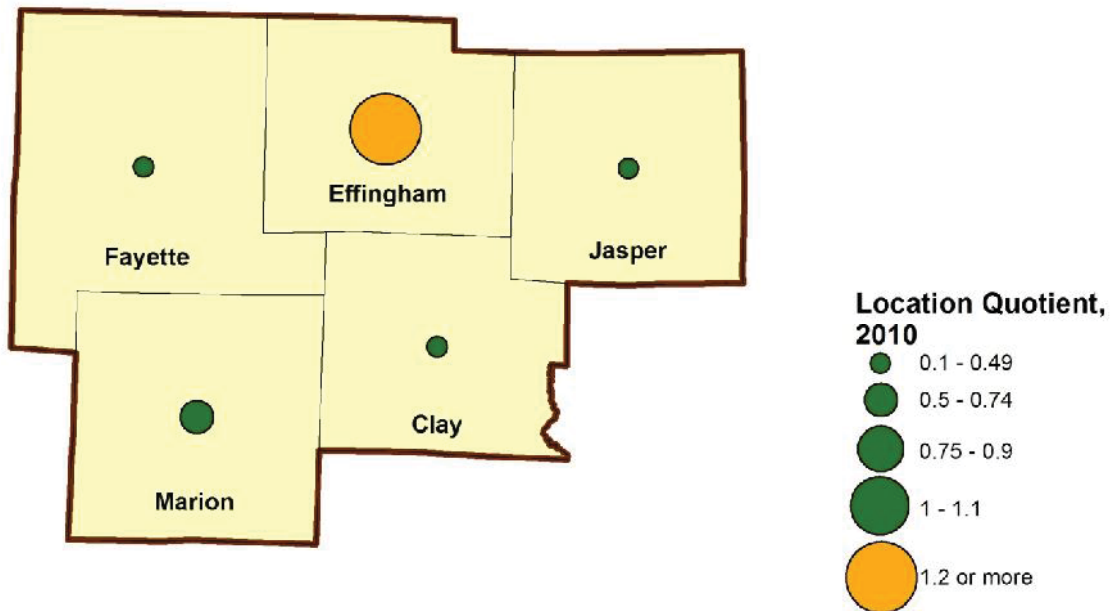 Effingham
Jasper
Fayette
Clay
Marion
Location Quotient,
2010
0.1 - 0.49
0.5 - 0.74
0.75 - 0.9
1 - 1.1
1.2 or more